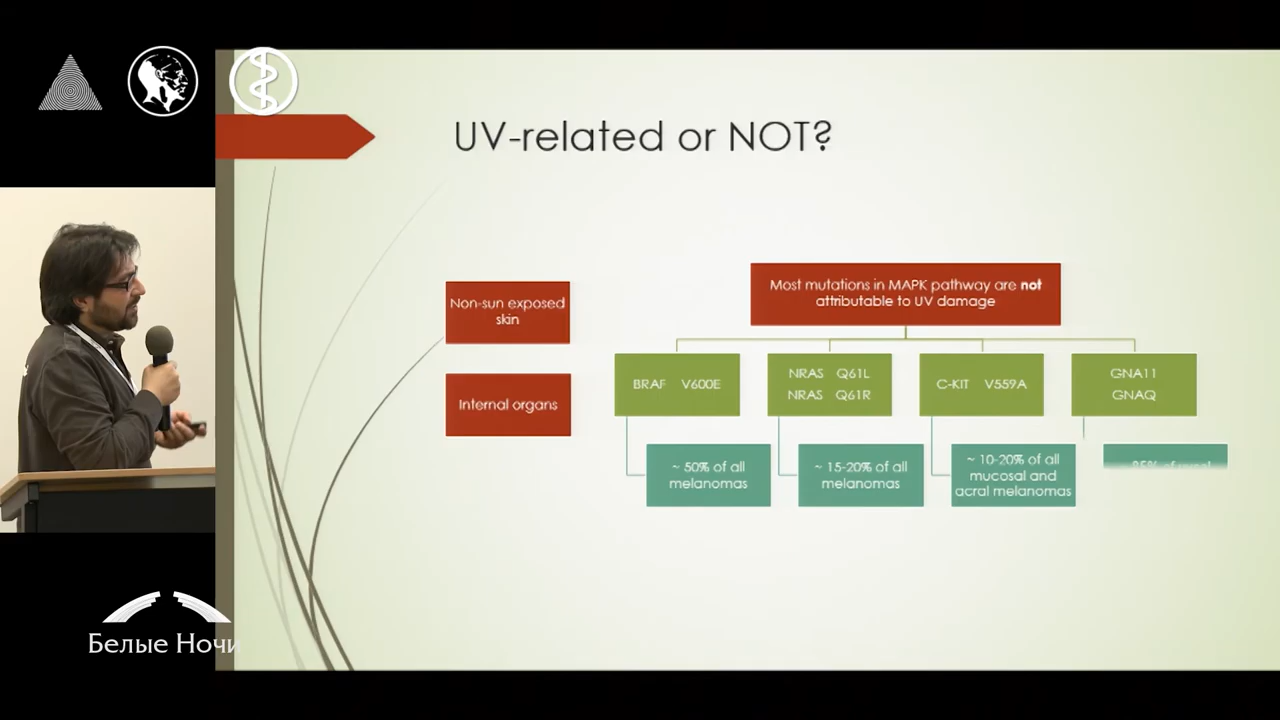 UV-related or NOT?
Non-sun exposed
skin
Internal organs
Most mutations in MAPK pathway are not
attributable to UV damage
BRAF V600E
NRAS Q61L
NRAS Q61R
C-KIT V559A
GNA11
GNAQ
~ 50% of all
melanomas
~ 15-20% of all
melanomas
~ 10-20% of all
mucosal and
acral melanomas
Белые Ночи